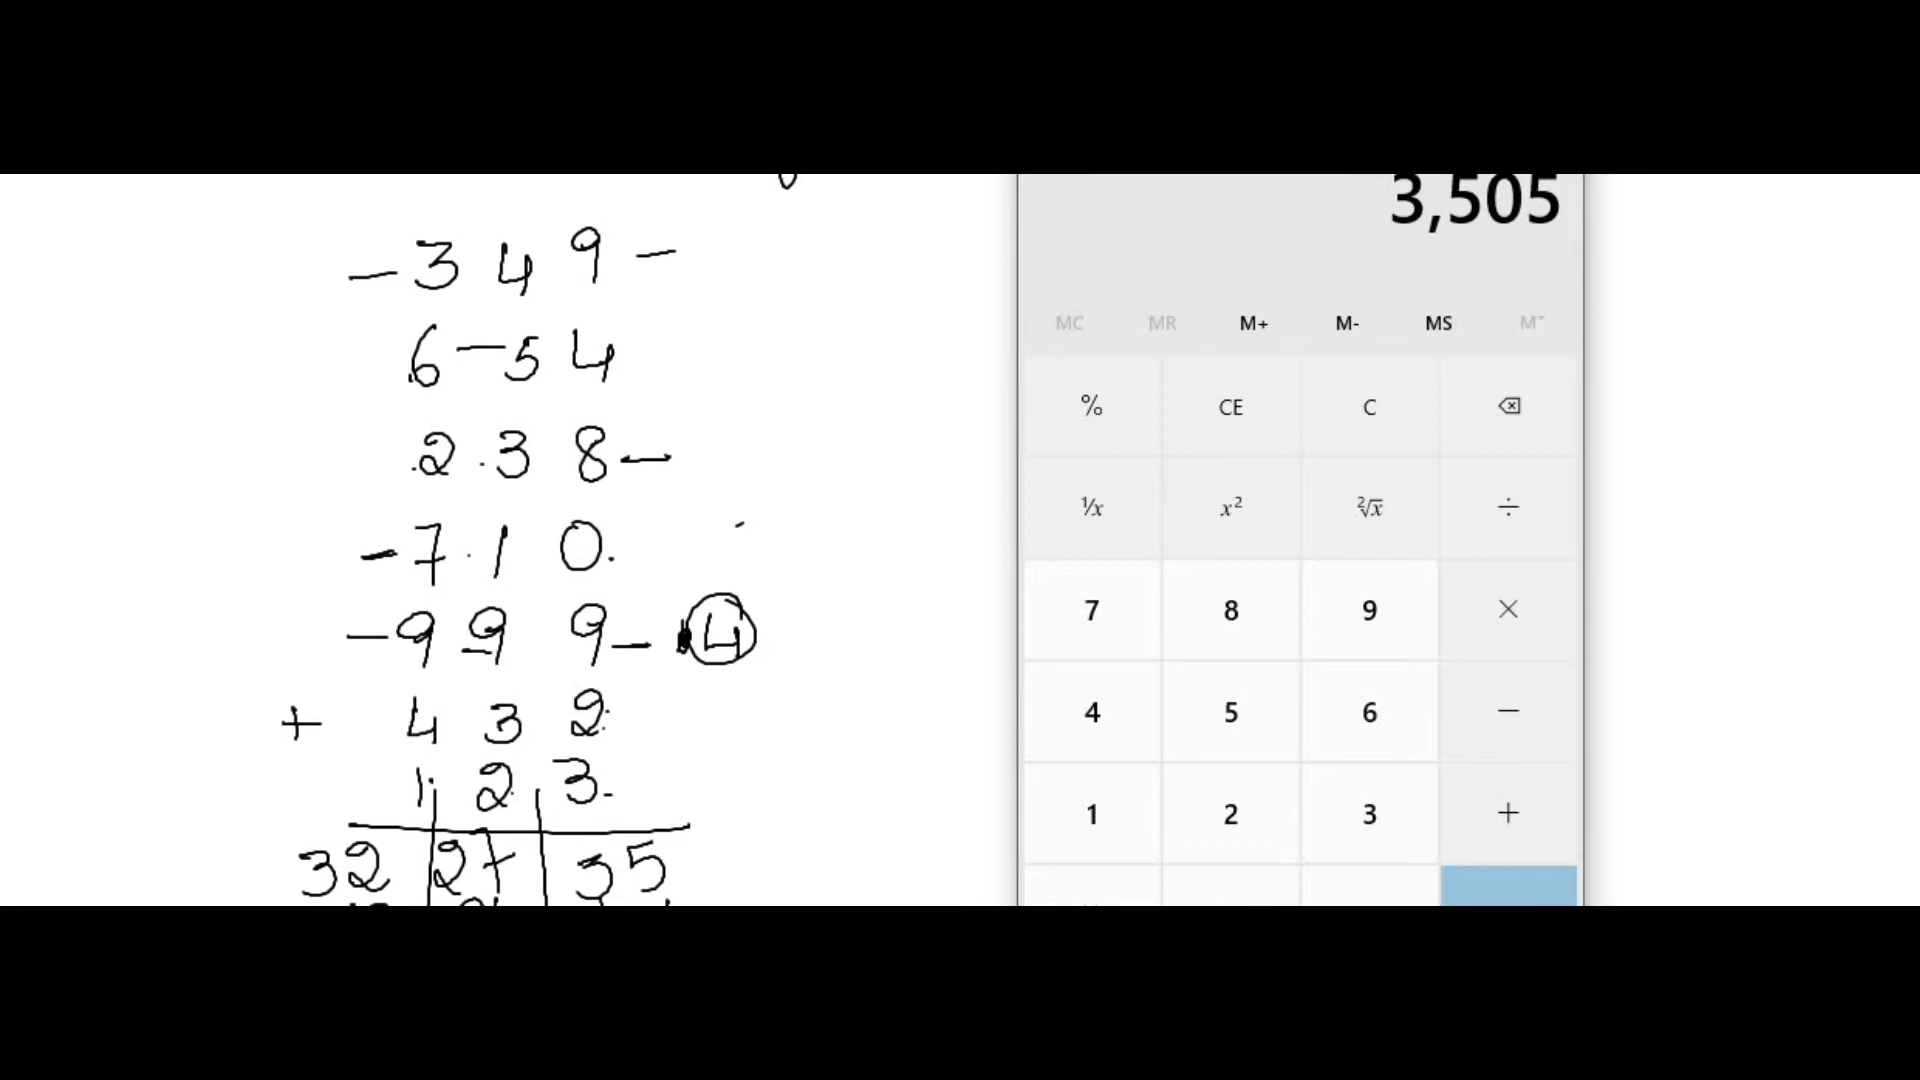 - 3 4 9 -
6 - 5 4
.2 .3 8 -
- 7 . 1 0.
- 9 9 9 - 4
+ 4 3 2
1 2 3.
32 27 35
3,505
MC MR M+ M- MS M˅
% CE C
¹/x x² ²√x ÷
7 8 9 ×
4 5 6 −
1 2 3 +